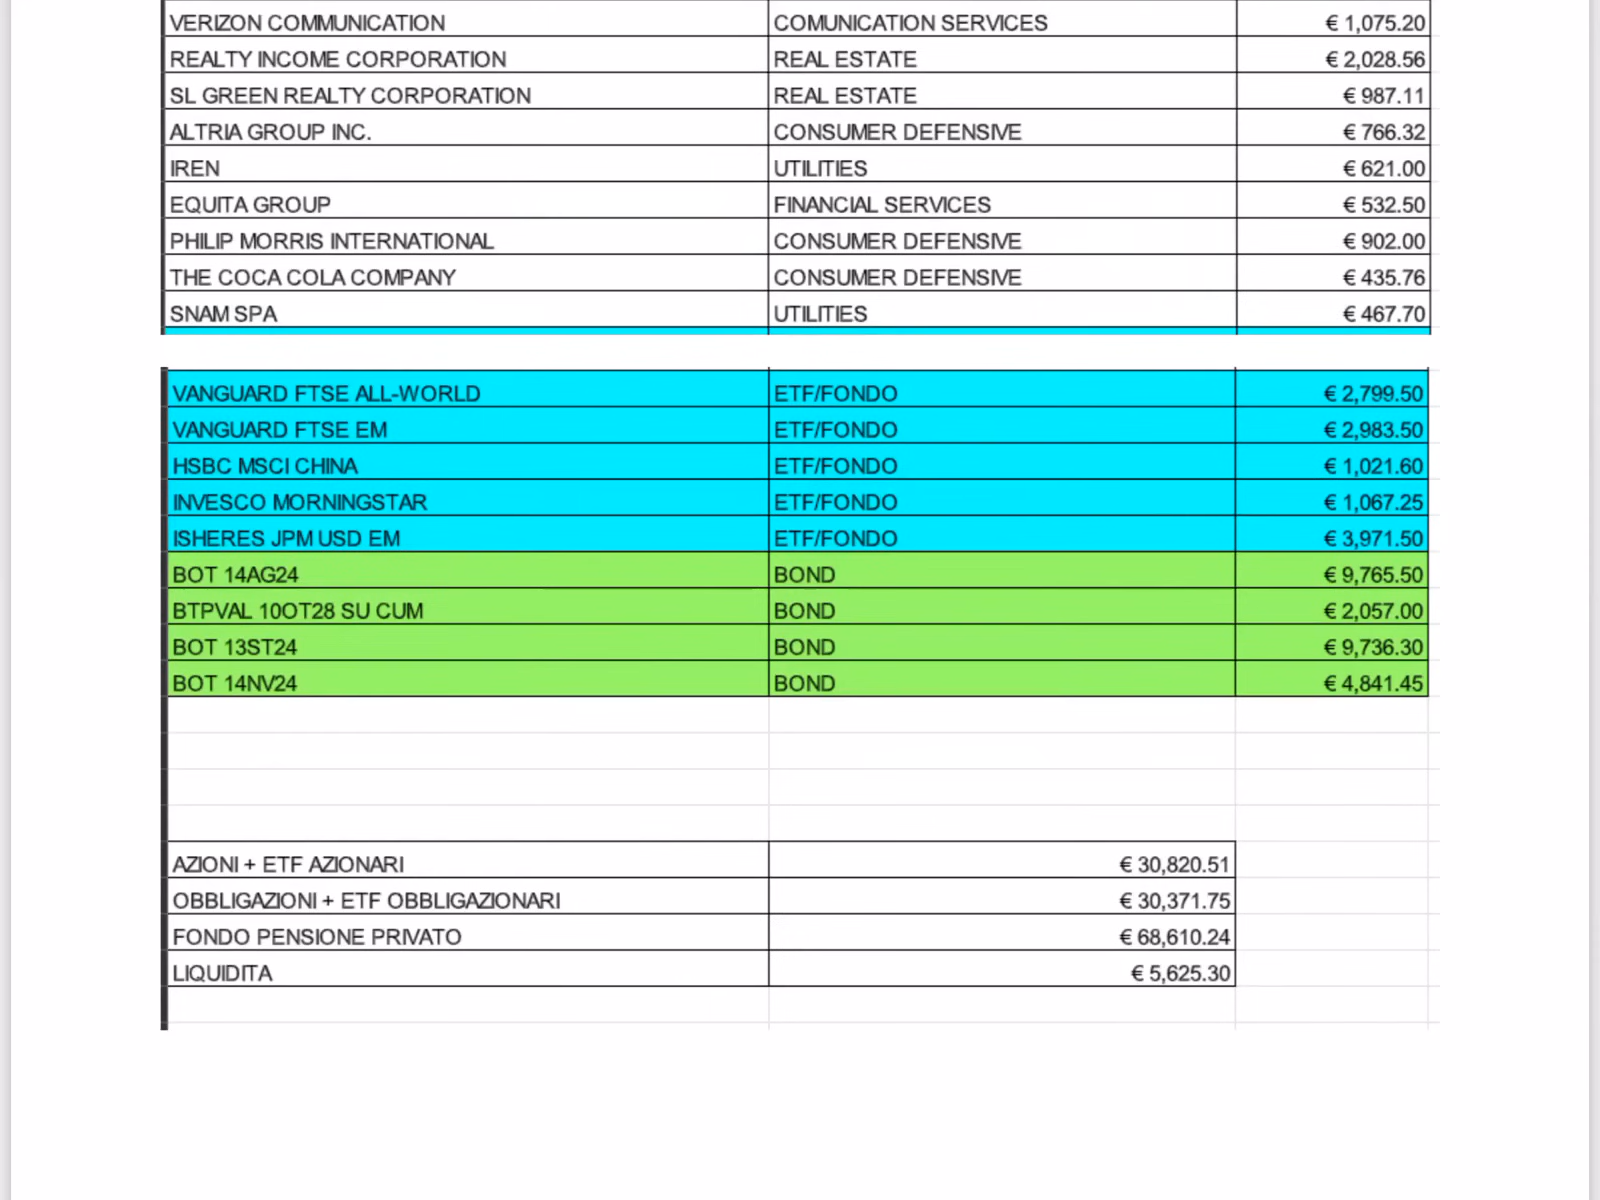 VERIZON COMMUNICATION COMUNICATION SERVICES € 1,075.20
REALTY INCOME CORPORATION REAL ESTATE € 2,028.56
SL GREEN REALTY CORPORATION REAL ESTATE € 987.11
ALTRIA GROUP INC. CONSUMER DEFENSIVE € 766.32
IREN UTILITIES € 621.00
EQUITA GROUP FINANCIAL SERVICES € 532.50
PHILIP MORRIS INTERNATIONAL CONSUMER DEFENSIVE € 902.00
THE COCA COLA COMPANY CONSUMER DEFENSIVE € 435.76
SNAM SPA UTILITIES € 467.70
VANGUARD FTSE ALL-WORLD ETF/FONDO € 2,799.50
VANGUARD FTSE EM ETF/FONDO € 2,983.50
HSBC MSCI CHINA ETF/FONDO € 1,021.60
INVESCO MORNINGSTAR ETF/FONDO € 1,067.25
ISHERES JPM USD EM ETF/FONDO € 3,971.50
BOT 14AG24 BOND € 9,765.50
BTPVAL 10OT28 SU CUM BOND € 2,057.00
BOT 13ST24 BOND € 9,736.30
BOT 14NV24 BOND € 4,841.45
AZIONI + ETF AZIONARI € 30,820.51
OBBLIGAZIONI + ETF OBBLIGAZIONARI € 30,371.75
FONDO PENSIONE PRIVATO € 68,610.24
LIQUIDITA € 5,625.30